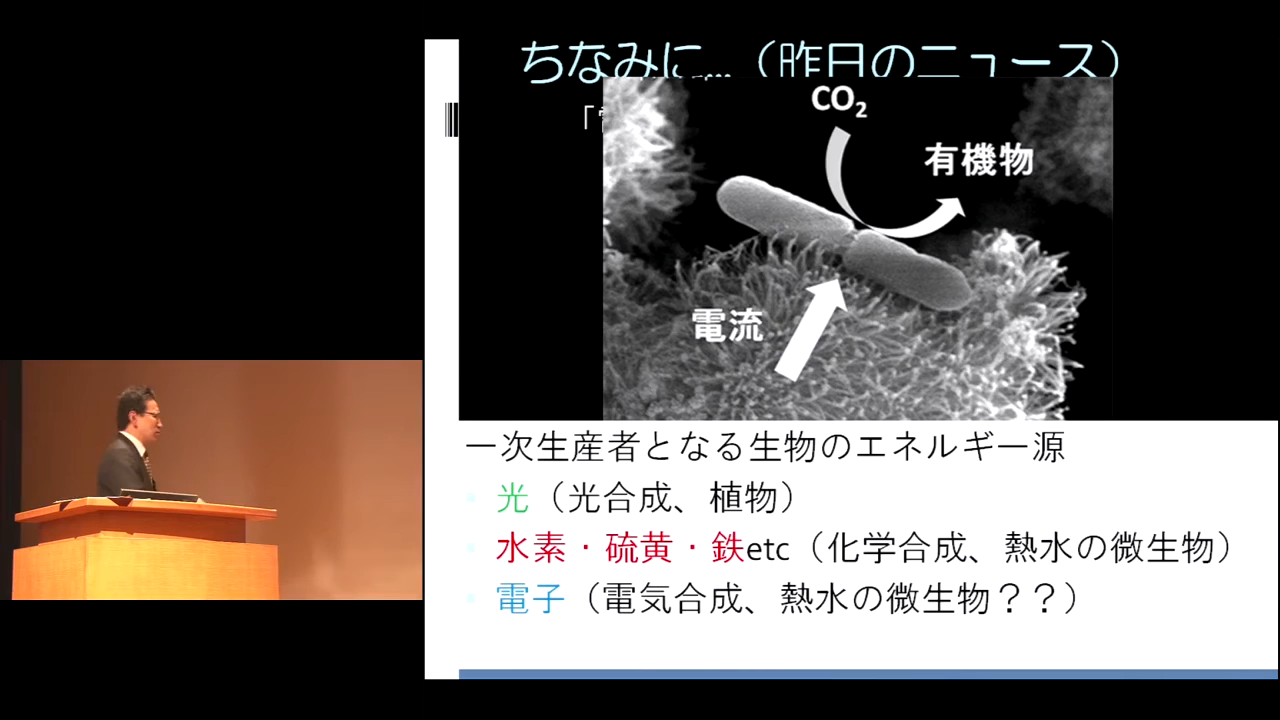 ちなみに...（昨日のニュース）
「
CO₂
有機物
電流
一次生産者となる生物のエネルギー源
光（光合成、植物）
水素・硫黄・鉄etc（化学合成、熱水の微生物）
電子（電気合成、熱水の微生物？？）